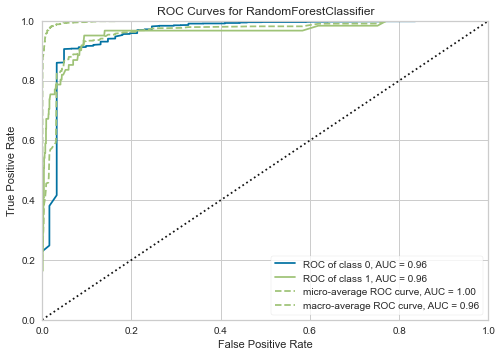 ROC Curves for RandomForestClassifier
True Positive Rate
1.0
0.8
0.6
0.4
0.2
0.0
ROC of class 0, AUC = 0.96
ROC of class 1, AUC = 0.96
micro-average ROC curve, AUC = 1.00
macro-average ROC curve, AUC = 0.96
0.0 0.2 0.4 0.6 0.8 1.0
False Positive Rate